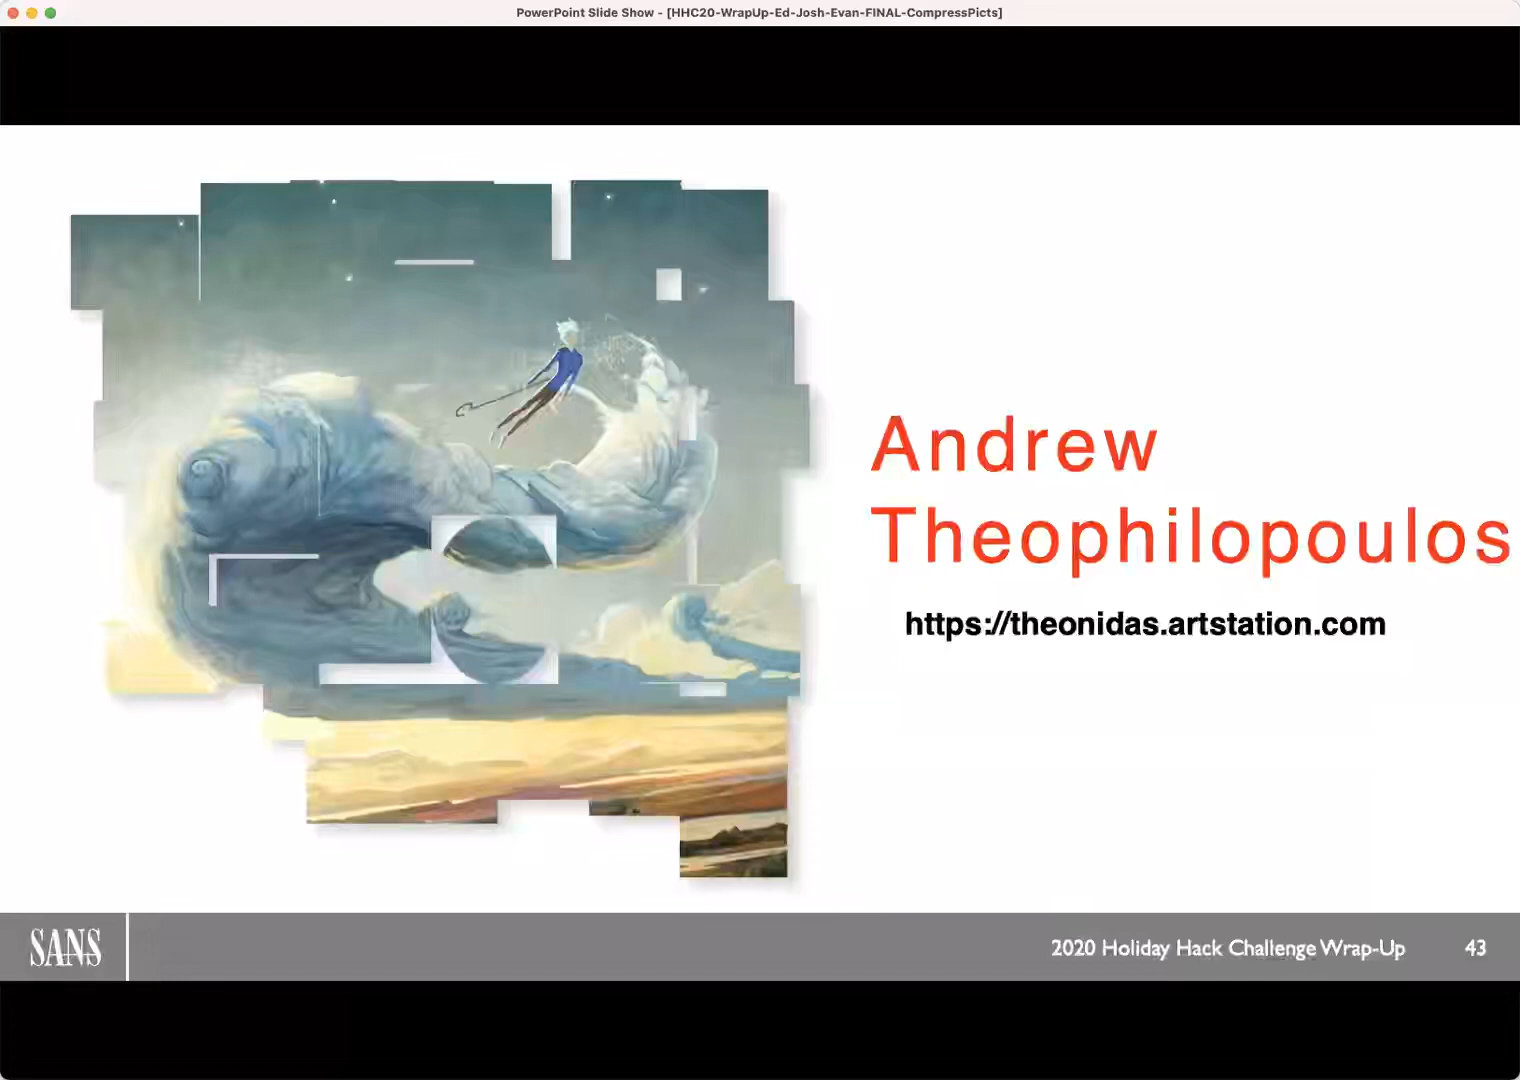 PowerPoint Slide Show - [HHC20-WrapUp-Ed-Josh-Evan-FINAL-CompressPicts]
Andrew
Theophilopoulos
https://theonidas.artstation.com
SANS
2020 Holiday Hack Challenge Wrap-Up
43